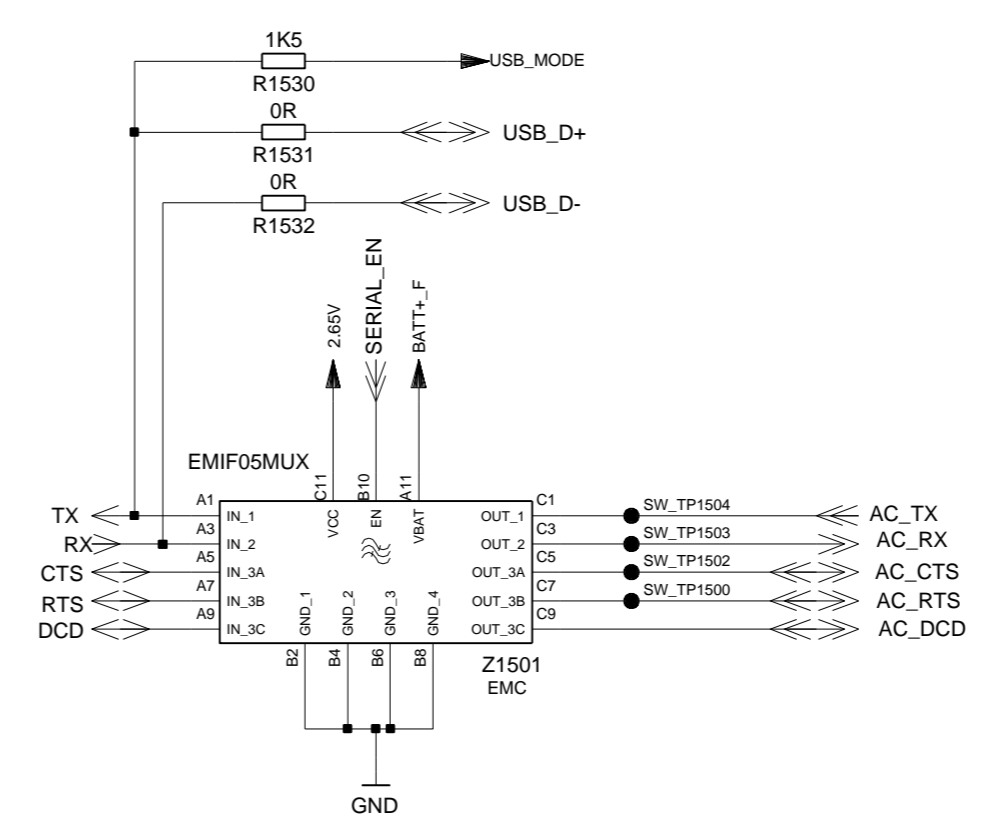 1K5
USB_MODE
R1530
0R
USB_D+
R1531
0R
USB_D-
R1532
2.65V
SERIAL_EN
BATT+_F
EMIF05MUX
C11
B10
A11
VCC
EN
VBAT
TX
A1
IN_1
OUT_1
C1
SW_TP1504
AC_TX
RX
A3
IN_2
OUT_2
C3
SW_TP1503
AC_RX
CTS
A5
IN_3A
OUT_3A
C5
SW_TP1502
AC_CTS
RTS
A7
IN_3B
OUT_3B
C7
SW_TP1500
AC_RTS
DCD
A9
IN_3C
OUT_3C
C9
AC_DCD
GND_1
GND_2
GND_3
GND_4
B2
B4
B6
B8
Z1501
EMC
GND